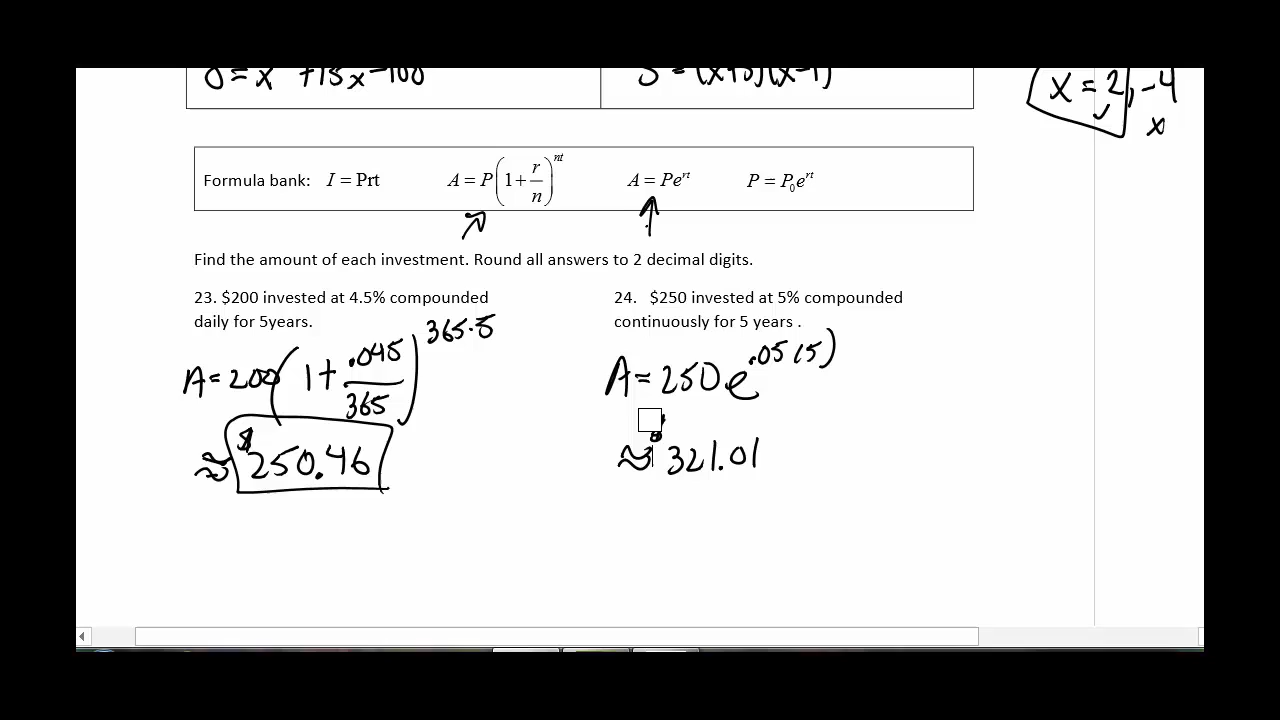 x = 2, -4
x
Formula bank: I = Prt A = P(1 + r/n)^nt A = Pe^rt P = P₀e^rt
Find the amount of each investment. Round all answers to 2 decimal digits.
23. $200 invested at 4.5% compounded
daily for 5years.
A = 200(1 + .045/365)^365·5
≈ $250.46
24. $250 invested at 5% compounded
continuously for 5 years .
A = 250e^.05(5)
≈ $321.01